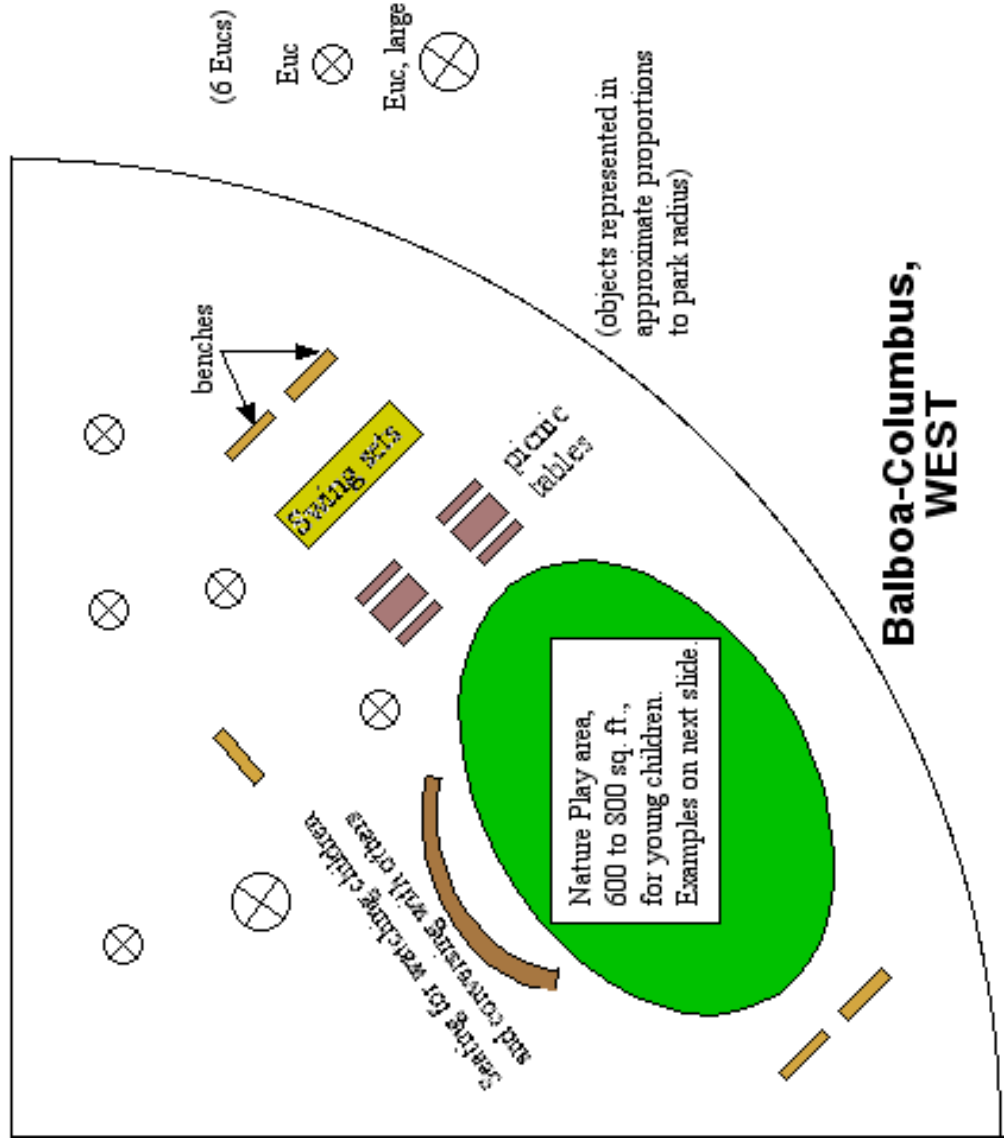 (6 Eucs)
Euc
Euc, large
benches
Swing sets
picnic
tables
(objects represented in
approximate proportions
to park radius)
Seating for watching children
and conversing with others
Nature Play area,
600 to 800 sq. ft.,
for young children.
Examples on next slide.
Balboa-Columbus,
WEST